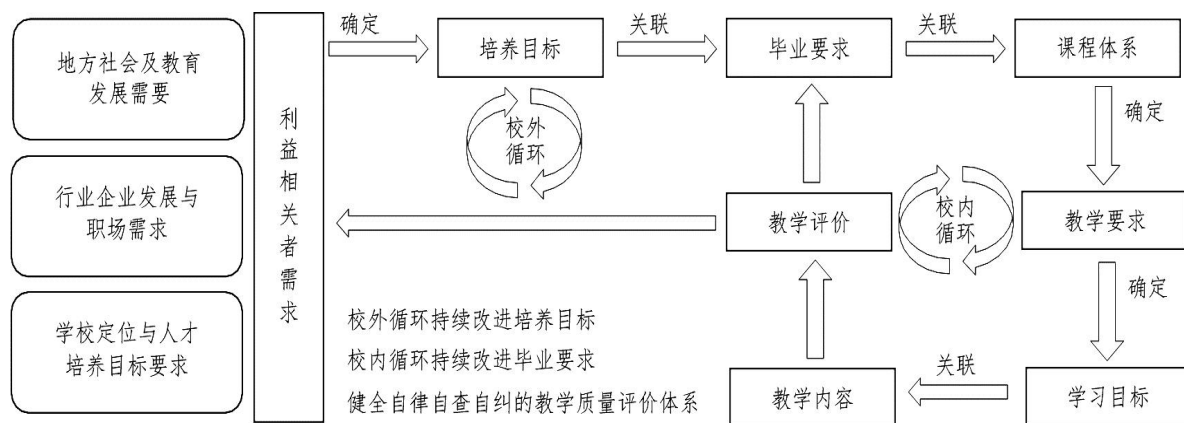 地方社会及教育
发展需要
行业企业发展与
职场需求
学校定位与人才
培养目标要求
利
益
相
关
者
需
求
确定
培养目标
关联
毕业要求
关联
课程体系
确定
校外
循环
教学评价
校内
循环
教学要求
确定
校外循环持续改进培养目标
校内循环持续改进毕业要求
健全自律自查自纠的教学质量评价体系
教学内容
关联
学习目标